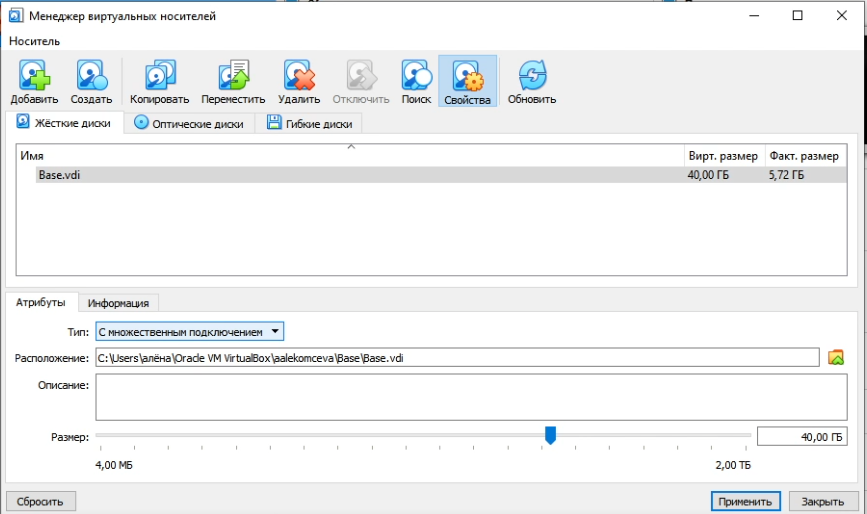 Менеджер виртуальных носителей
Носитель
Добавить Создать Копировать Переместить Удалить Отключить Поиск Свойства Обновить
Жёсткие диски Оптические диски Гибкие диски
Имя Вирт. размер Факт. размер
Base.vdi 40,00 ГБ 5,72 ГБ
Атрибуты Информация
Тип: С множественным подключением
Расположение: C:\Users\алёна\Oracle VM VirtualBox\aalekomceva\Base\Base.vdi
Описание:
Размер: 40,00 ГБ
4,00 МБ 2,00 ТБ
Сбросить Применить Закрыть